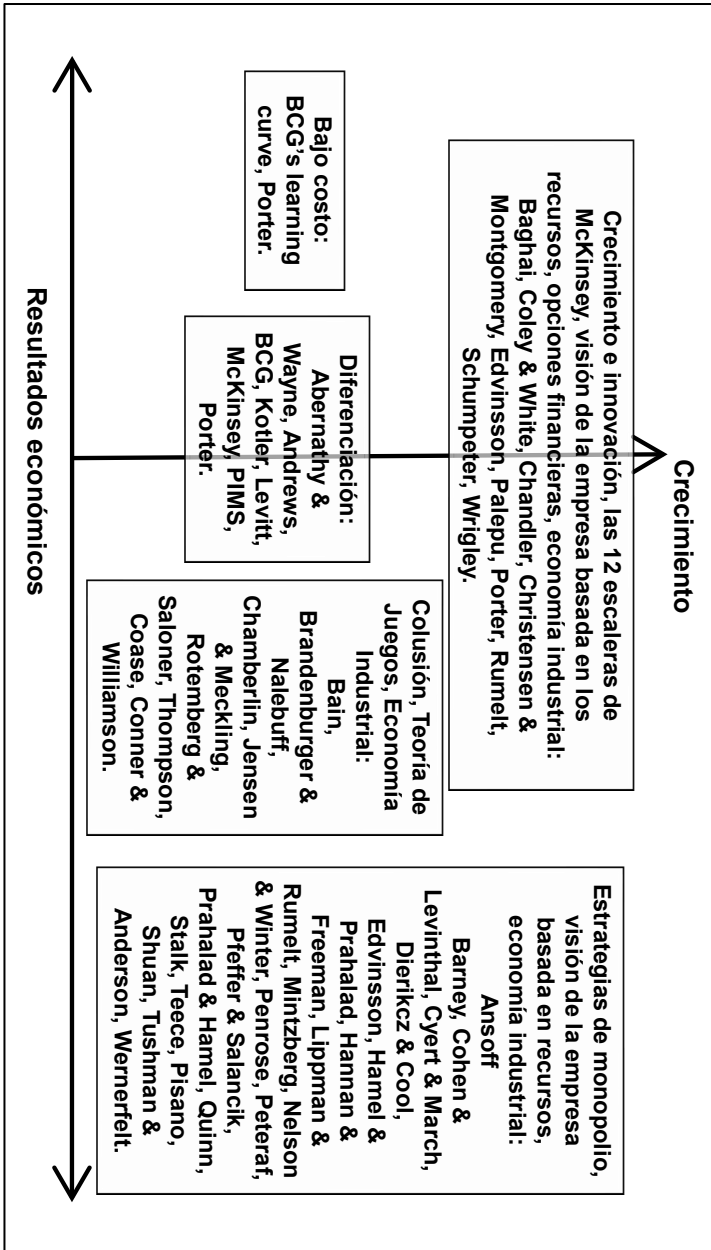 Crecimiento
Crecimiento e innovación, las 12 escaleras de
McKinsey, visión de la empresa basada en los
recursos, opciones financieras, economía industrial:
Baghai, Coley & White, Chandler, Christensen &
Montgomery, Edvinsson, Palepu, Porter, Rumelt,
Schumpeter, Wrigley.
Bajo costo:
BCG's learning
curve, Porter.
Diferenciación:
Abernathy &
Wayne, Andrews,
BCG, Kotler, Levitt,
McKinsey, PIMS,
Porter.
Colusión, Teoría de
Juegos, Economía
Industrial:
Bain,
Brandenburger &
Nalebuff,
Chamberlin, Jensen
& Meckling,
Rotemberg &
Saloner, Thompson,
Coase, Conner &
Williamson.
Estrategias de monopolio,
visión de la empresa
basada en recursos,
economía industrial:
Ansoff
Barney, Cohen &
Levinthal, Cyert & March,
Dierikcz & Cool,
Edvinsson, Hamel &
Prahalad, Hannan &
Freeman, Lippman &
Rumelt, Mintzberg, Nelson
& Winter, Penrose, Peteraf,
Pfeffer & Salancik,
Prahalad & Hamel, Quinn,
Stalk, Teece, Pisano,
Shuan, Tushman &
Anderson, Wernerfelt.
Resultados económicos